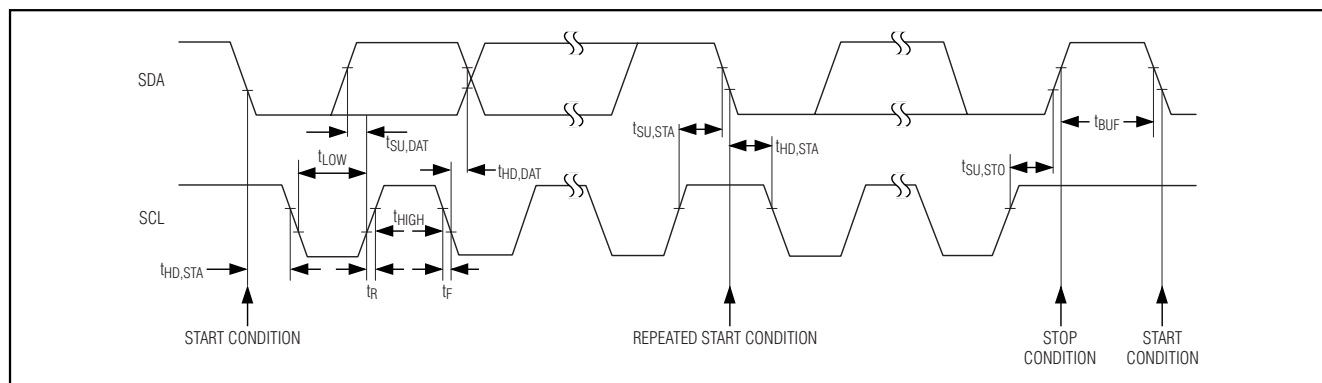 SDA
tSU,DAT
tLOW
tHD,DAT
tSU,STA
tHD,STA
tBUF
tSU,STO
SCL
tHIGH
tHD,STA
tR
tF
START CONDITION
REPEATED START CONDITION
STOP
CONDITION
START
CONDITION